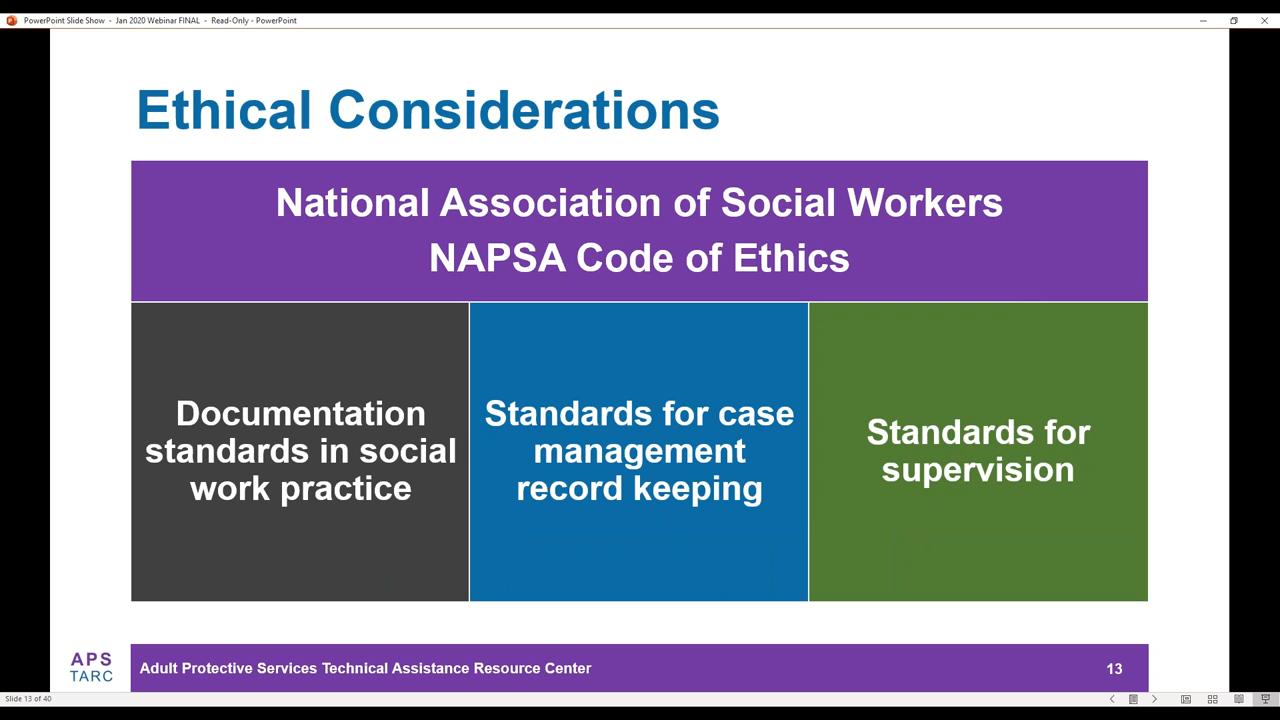 PowerPoint Slide Show - Jan 2020 Webinar FINAL - Read-Only - PowerPoint
Ethical Considerations
National Association of Social Workers
NAPSA Code of Ethics
Documentation
standards in social
work practice
Standards for case
management
record keeping
Standards for
supervision
APS
TARC
Adult Protective Services Technical Assistance Resource Center
13
Slide 13 of 40